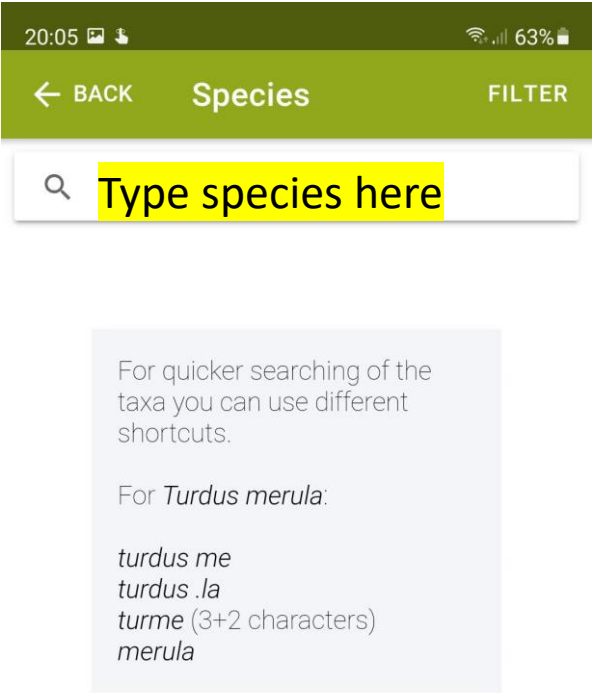 20:05 63%
BACK Species FILTER
Type species here
For quicker searching of the
taxa you can use different
shortcuts.
For Turdus merula:
turdus me
turdus .la
turme (3+2 characters)
merula